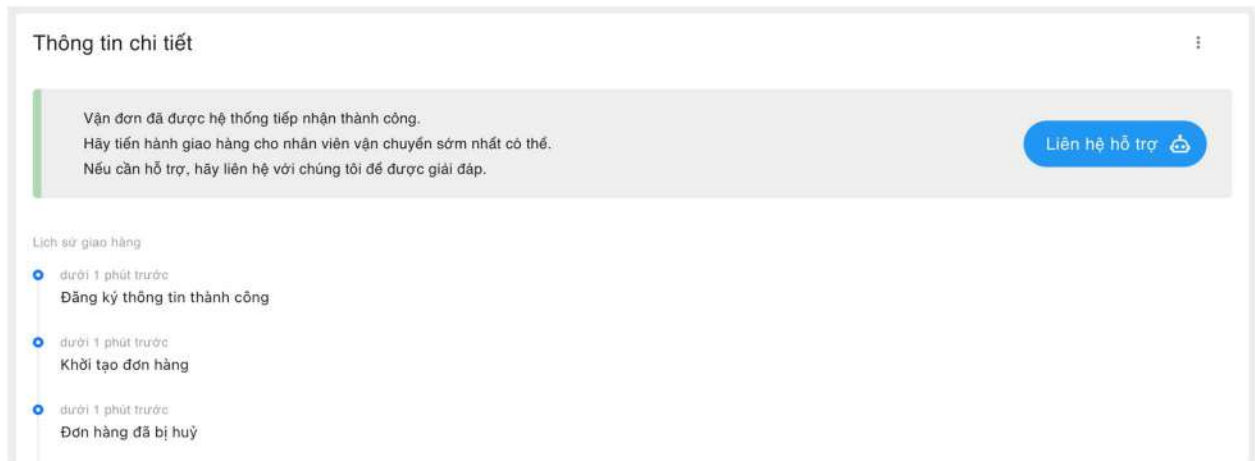 Thông tin chi tiết
Vận đơn đã được hệ thống tiếp nhận thành công.
Hãy tiến hành giao hàng cho nhân viên vận chuyển sớm nhất có thể.
Nếu cần hỗ trợ, hãy liên hệ với chúng tôi để được giải đáp.
Liên hệ hỗ trợ
Lịch sử giao hàng
dưới 1 phút trước
Đăng ký thông tin thành công
dưới 1 phút trước
Khởi tạo đơn hàng
dưới 1 phút trước
Đơn hàng đã bị huỷ